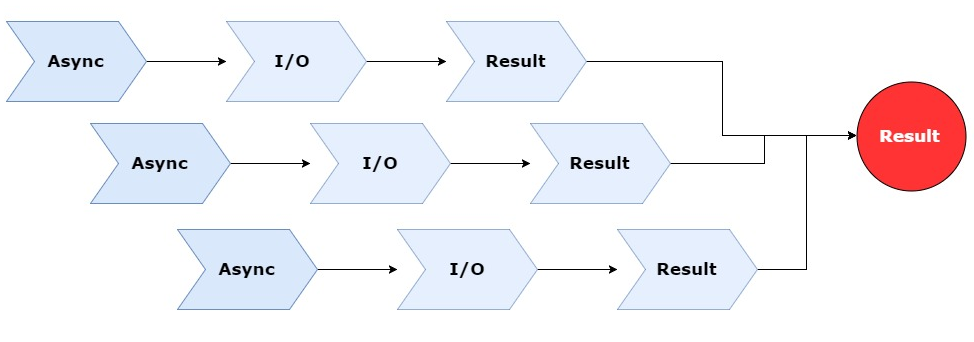 Async
I/O
Result
Result
Async
I/O
Result
Async
I/O
Result